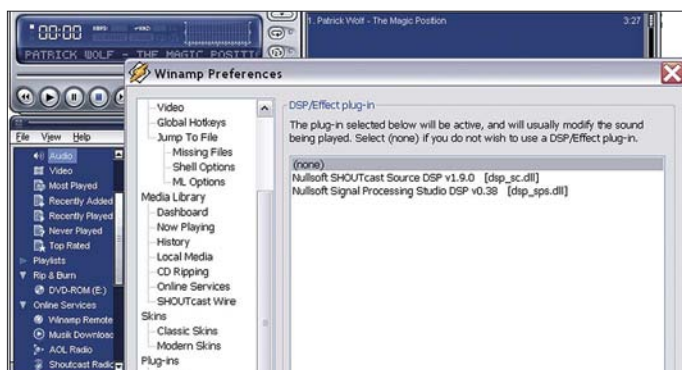 00:00
PATRICK WOLF - THE MAGIC POSITI
1. Patrick Wolf - The Magic Position 3:27
Winamp Preferences
File View Help
Audio
Video
Most Played
Recently Added
Recently Played
Never Played
Top Rated
Playlists
Rip & Burn
DVD-ROM (E:)
Online Services
Winamp Remote
Musik Downloac
AOL Radio
Shoutcast Radic
Video
Global Hotkeys
Jump To File
Missing Files
Shell Options
ML Options
Media Library
Dashboard
Now Playing
History
Local Media
CD Ripping
Online Services
SHOUTcast Wire
Skins
Classic Skins
Modern Skins
Plug-ins
DSP/Effect plug-in
The plug-in selected below will be active, and will usually modify the sound
being played. Select (none) if you do not wish to use a DSP/Effect plug-in.
(none)
Nullsoft SHOUTcast Source DSP v1.9.0 [dsp_sc.dll]
Nullsoft Signal Processing Studio DSP v0.38 [dsp_sps.dll]